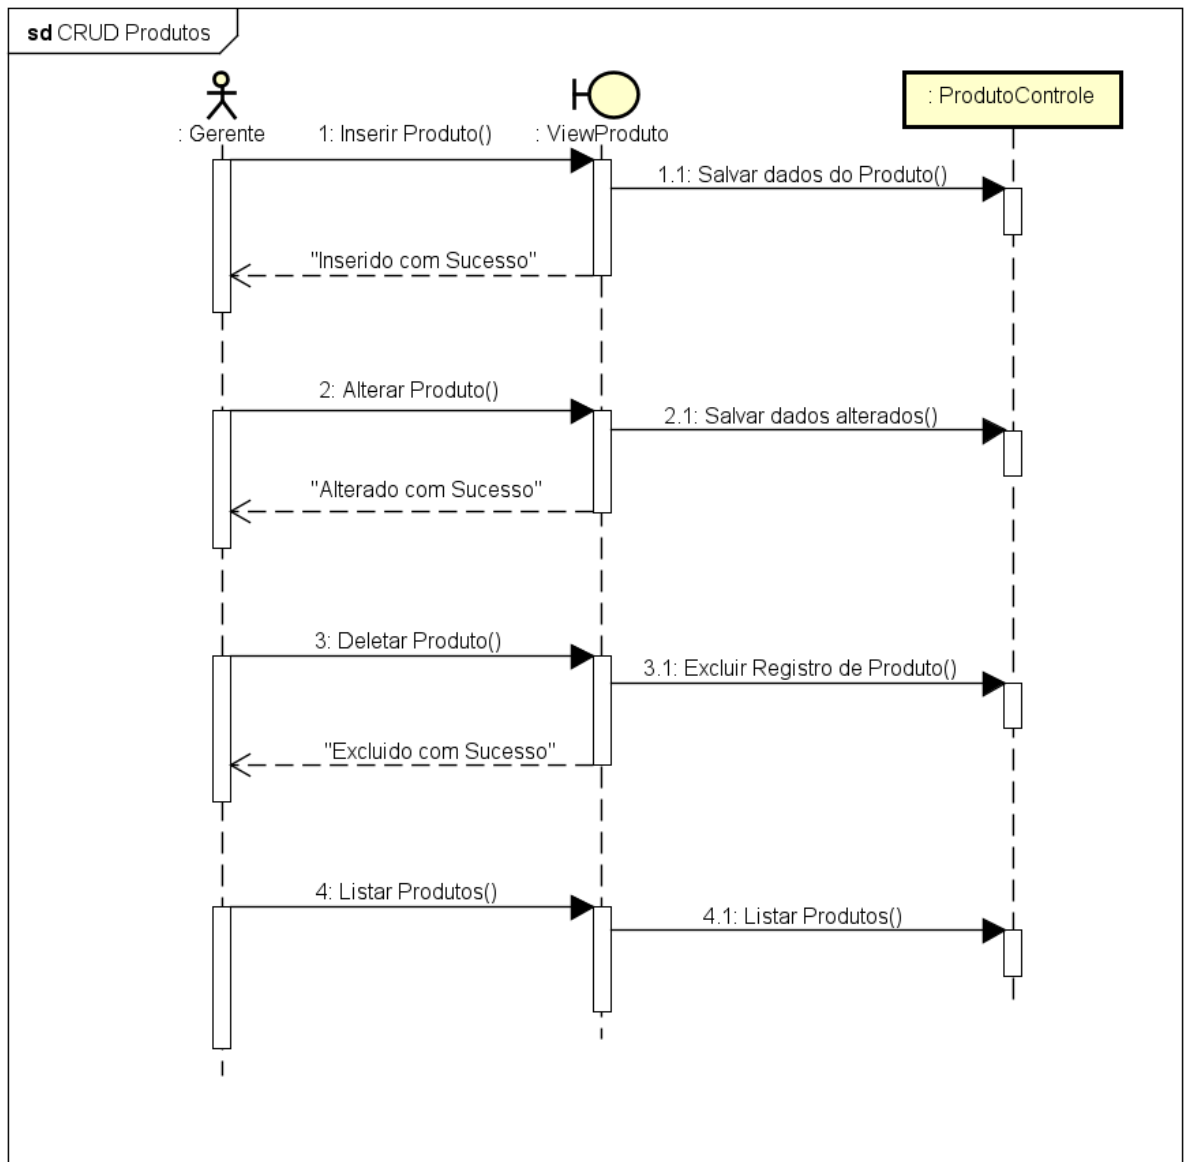 sd CRUD Produtos
: Gerente
: ViewProduto
: ProdutoControle
1: Inserir Produto()
1.1: Salvar dados do Produto()
"Inserido com Sucesso"
2: Alterar Produto()
2.1: Salvar dados alterados()
"Alterado com Sucesso"
3: Deletar Produto()
3.1: Excluir Registro de Produto()
"Excluido com Sucesso"
4: Listar Produtos()
4.1: Listar Produtos()